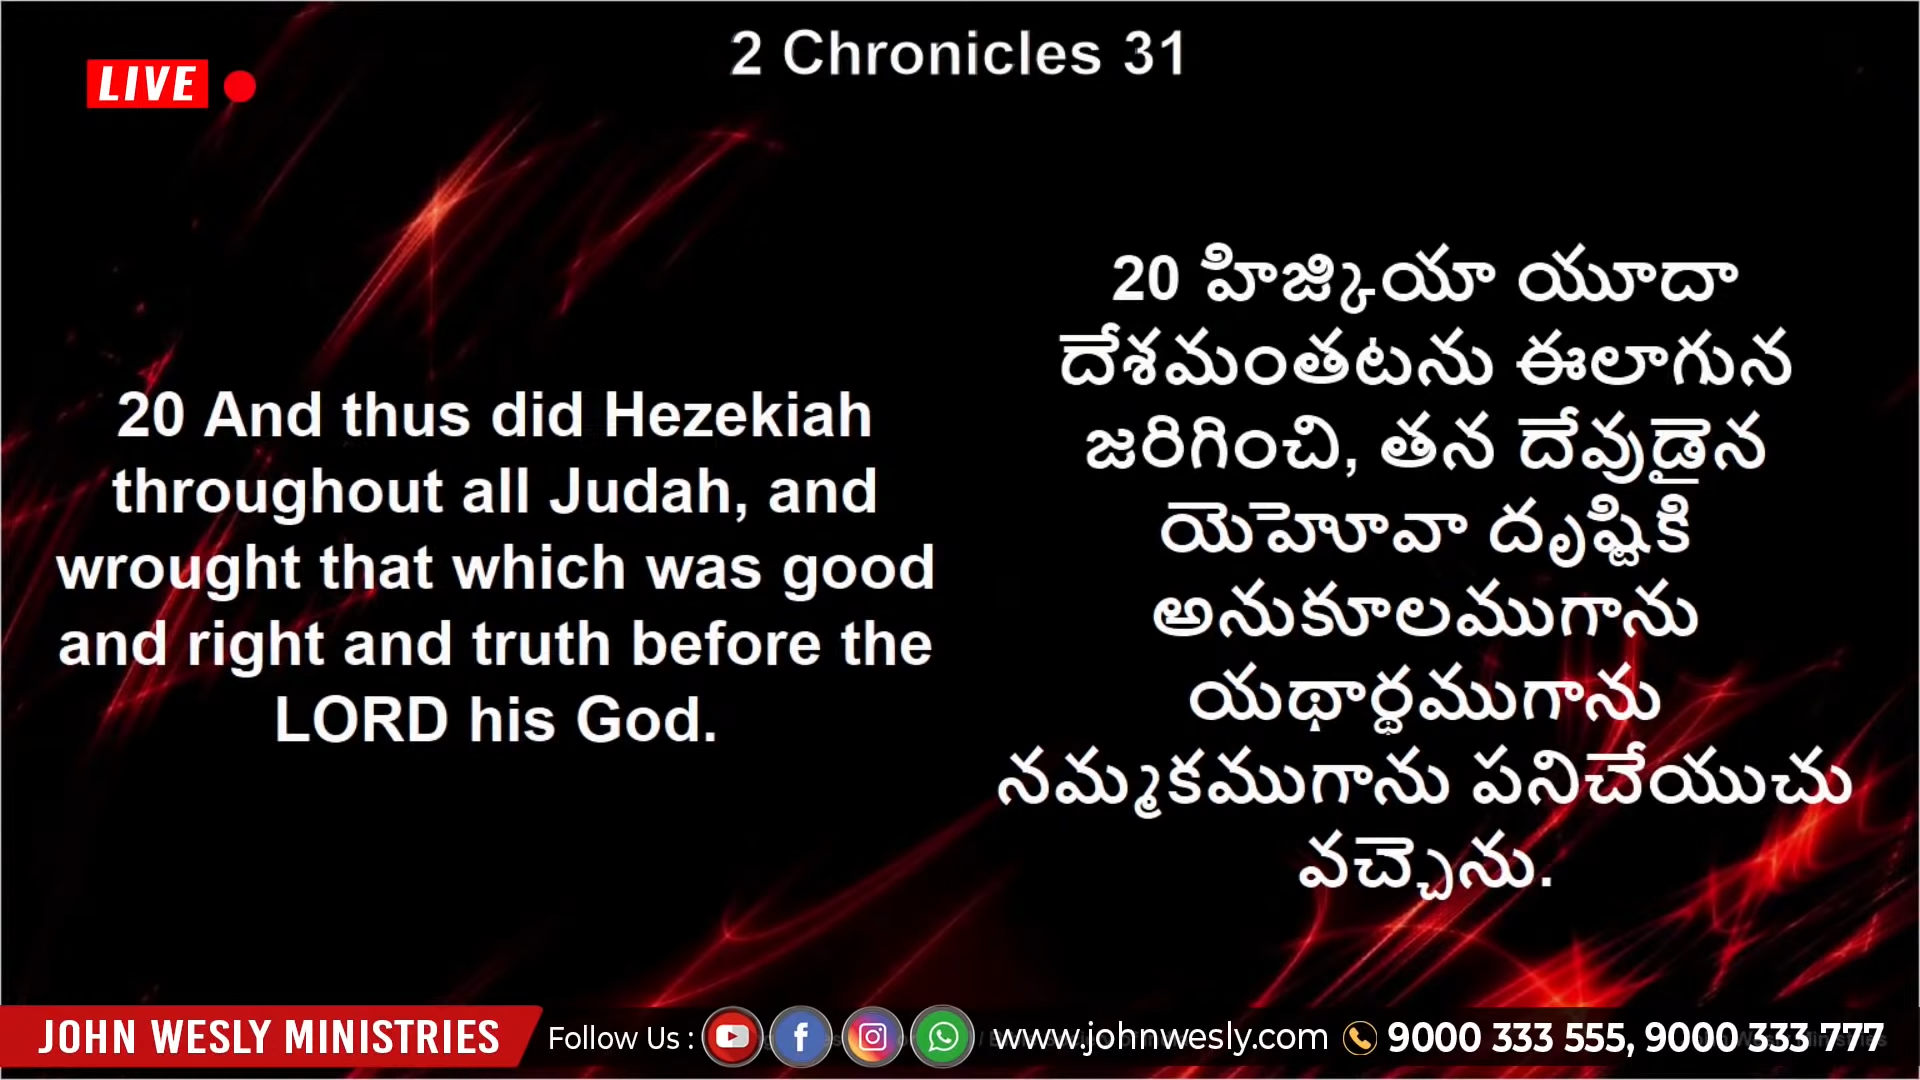 2 Chronicles 31
LIVE
20 And thus did Hezekiah
throughout all Judah, and
wrought that which was good
and right and truth before the
LORD his God.
20 హిజ్కియా యూదా
దేశమంతటను ఈలాగున
జరిగించి, తన దేవుడైన
యెహెూవా దృష్టికి
అనుకూలముగాను
యథార్థముగాను
నమ్మకముగాను పనిచేయుచు
వచ్చెను.
JOHN WESLY MINISTRIES
Follow Us :
www.johnwesly.com
9000 333 555, 9000 333 777